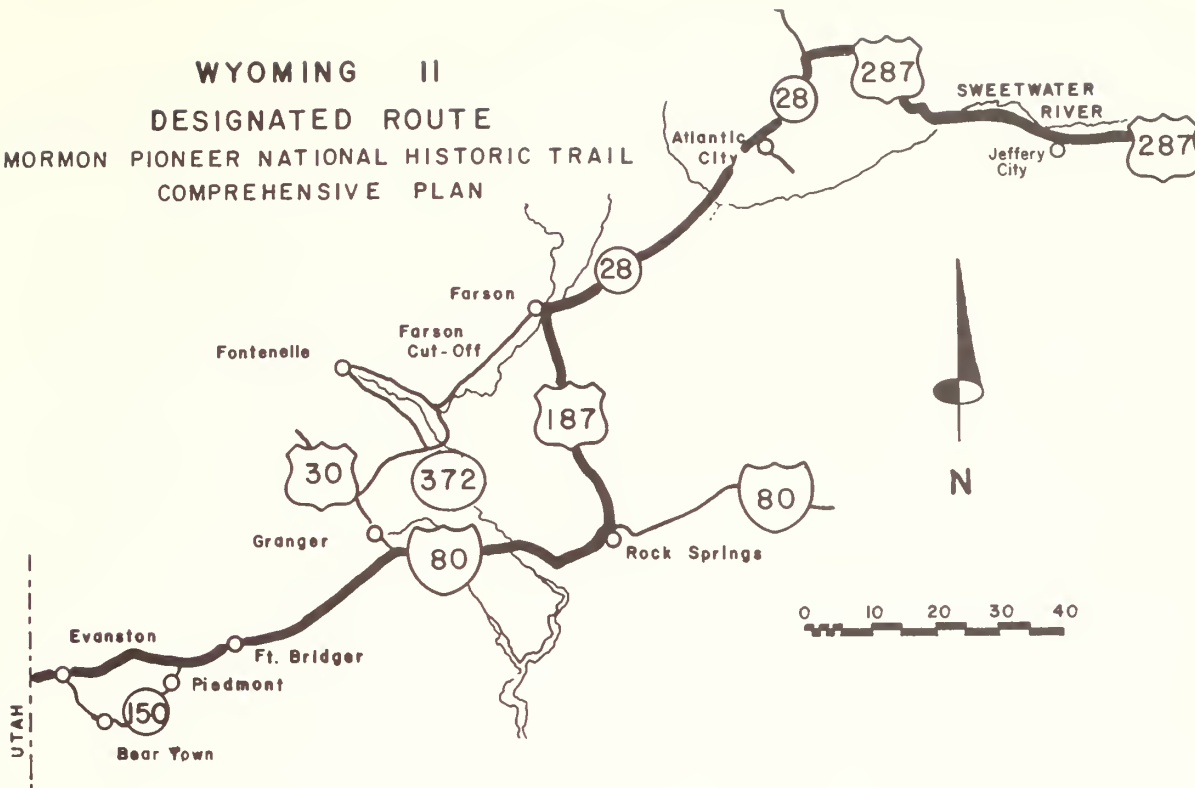 WYOMING II
DESIGNATED ROUTE
MORMON PIONEER NATIONAL HISTORIC TRAIL
COMPREHENSIVE PLAN
287
28
SWEETWATER
RIVER
287
Atlantic
City
Jeffery
City
28
Farson
Farson
Cut-Off
Fontenelle
187
N
30
372
80
Granger
80
Rock Springs
0 10 20 30 40
Evanston
Ft. Bridger
Piedmont
150
Bear Town
UTAH